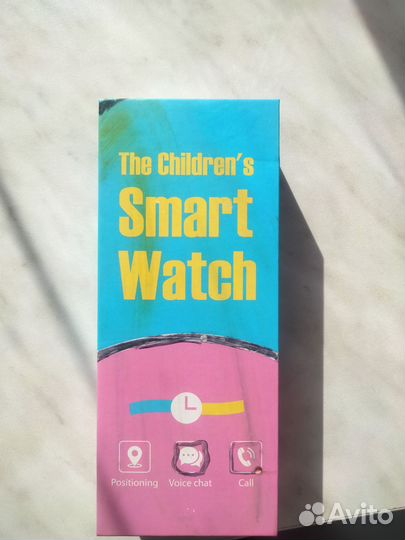 The Children's
Smart
Watch
Positioning Voice chat Call
Avito